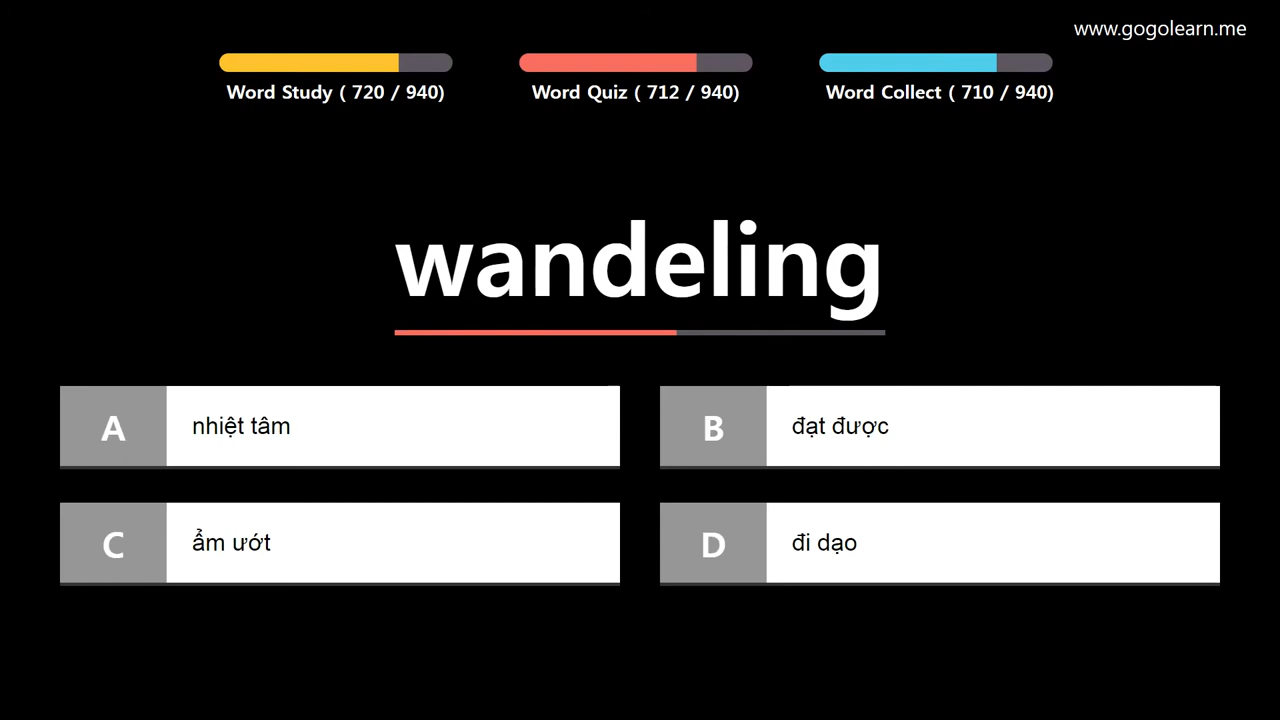 www.gogolearn.me
Word Study ( 720 / 940)
Word Quiz ( 712 / 940)
Word Collect ( 710 / 940)
wandeling
A nhiệt tâm
B đạt được
C ẩm ướt
D đi dạo